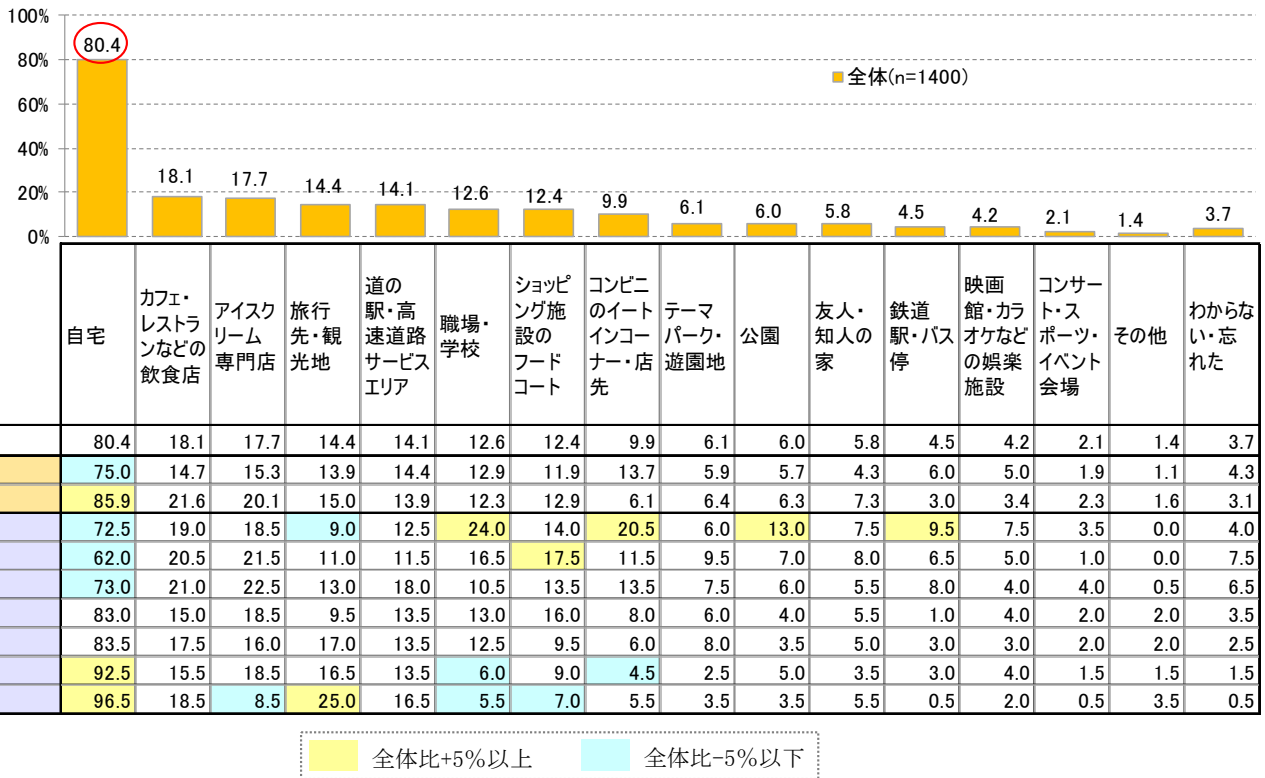 100%
80%
60%
40%
20%
0%
80.4
18.1
17.7
14.4
14.1
12.6
12.4
9.9
6.1
6.0
5.8
4.5
4.2
2.1
1.4
3.7
全体(n=1400)
自宅
カフェ・
レストラ
ンなどの
飲食店
アイスク
リーム
専門店
旅行
先・観
光地
道の
駅・高
速道路
サービス
エリア
職場・
学校
ショッピ
ング施
設の
フード
コート
コンビニ
のイート
インコー
ナー・店
先
テーマ
パーク・
遊園地
公園
友人・
知人の
家
鉄道
駅・バス
停
映画
館・カラ
オケなど
の娯楽
施設
コンサー
ト・ス
ポーツ・
イベント
会場
その他
わからな
い・忘
れた
80.4 18.1 17.7 14.4 14.1 12.6 12.4 9.9 6.1 6.0 5.8 4.5 4.2 2.1 1.4 3.7
75.0 14.7 15.3 13.9 14.4 12.9 11.9 13.7 5.9 5.7 4.3 6.0 5.0 1.9 1.1 4.3
85.9 21.6 20.1 15.0 13.9 12.3 12.9 6.1 6.4 6.3 7.3 3.0 3.4 2.3 1.6 3.1
72.5 19.0 18.5 9.0 12.5 24.0 14.0 20.5 6.0 13.0 7.5 9.5 7.5 3.5 0.0 4.0
62.0 20.5 21.5 11.0 11.5 16.5 17.5 11.5 9.5 7.0 8.0 6.5 5.0 1.0 0.0 7.5
73.0 21.0 22.5 13.0 18.0 10.5 13.5 13.5 7.5 6.0 5.5 8.0 4.0 4.0 0.5 6.5
83.0 15.0 18.5 9.5 13.5 13.0 16.0 8.0 6.0 4.0 5.5 1.0 4.0 2.0 2.0 3.5
83.5 17.5 16.0 17.0 13.5 12.5 9.5 6.0 8.0 3.5 5.0 3.0 3.0 2.0 2.0 2.5
92.5 15.5 18.5 16.5 13.5 6.0 9.0 4.5 2.5 5.0 3.5 3.0 4.0 1.5 1.5 1.5
96.5 18.5 8.5 25.0 16.5 5.5 7.0 5.5 3.5 3.5 5.5 0.5 2.0 0.5 3.5 0.5
全体比+5%以上
全体比-5%以下